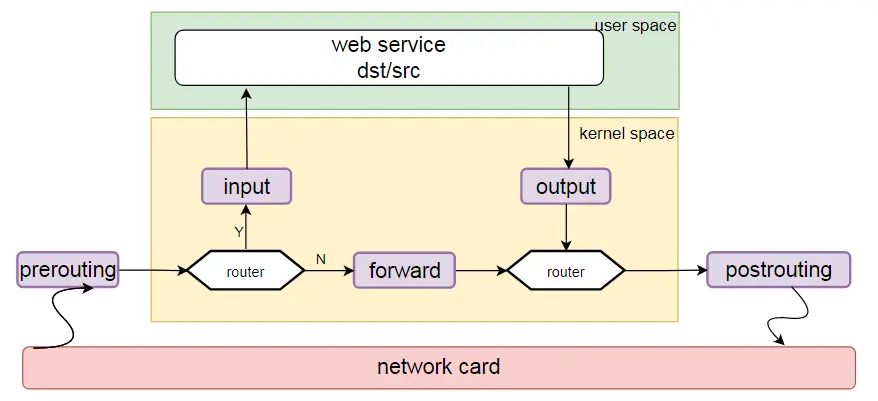 user space
web service
dst/src
kernel space
input
output
Y
prerouting
router
N
forward
router
postrouting
network card